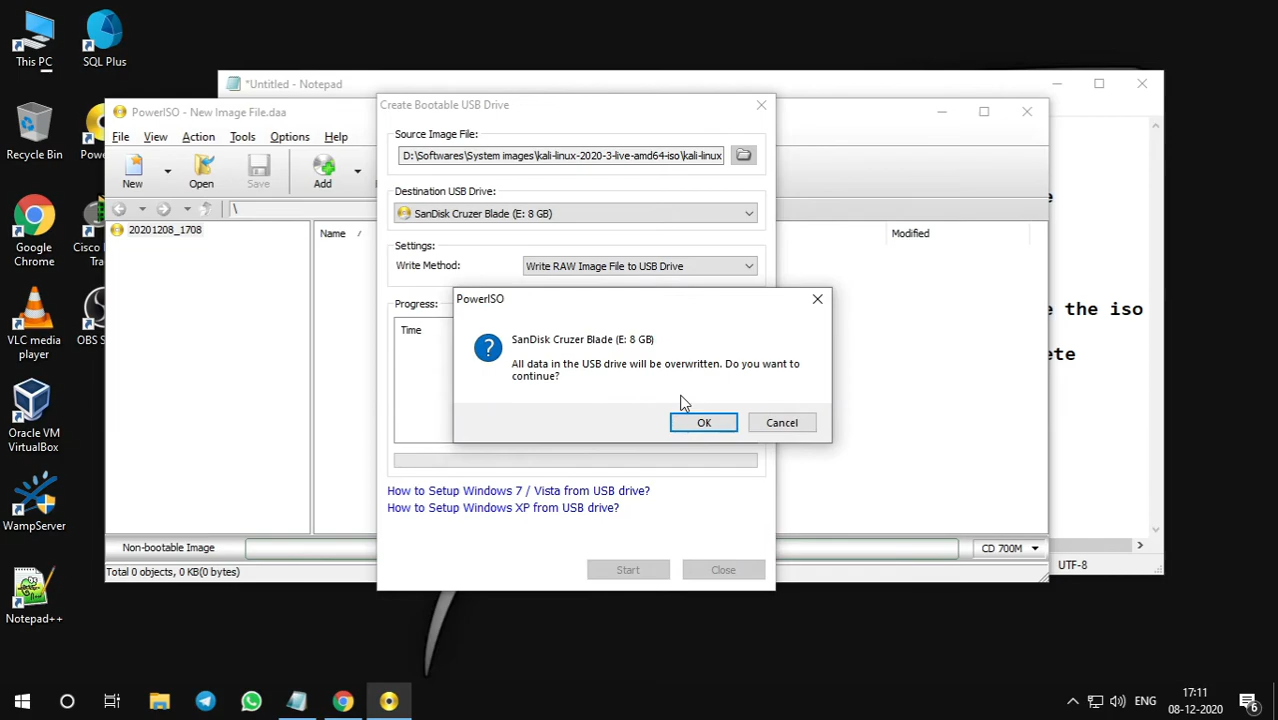 This PC
SQL Plus
Recycle Bin
Google
Chrome
VLC media
player
Oracle VM
VirtualBox
WampServer
Notepad++
Cisco
OBS
*Untitled - Notepad
PowerISO - New Image File.daa
File View Action Tools Options Help
New Open Save Add
\
20201208_1708
Name
Modified
Create Bootable USB Drive
Source Image File:
D:\Softwares\System images\kali-linux-2020-3-live-amd64-iso\kali-linux
Destination USB Drive:
SanDisk Cruzer Blade (E: 8 GB)
Settings:
Write Method: Write RAW Image File to USB Drive
Progress:
Time
PowerISO
SanDisk Cruzer Blade (E: 8 GB)
All data in the USB drive will be overwritten. Do you want to
continue?
OK Cancel
How to Setup Windows 7 / Vista from USB drive?
How to Setup Windows XP from USB drive?
Start Close
Non-bootable Image
CD 700M
Total 0 objects, 0 KB(0 bytes)
the iso
UTF-8
ENG
17:11
08-12-2020
6